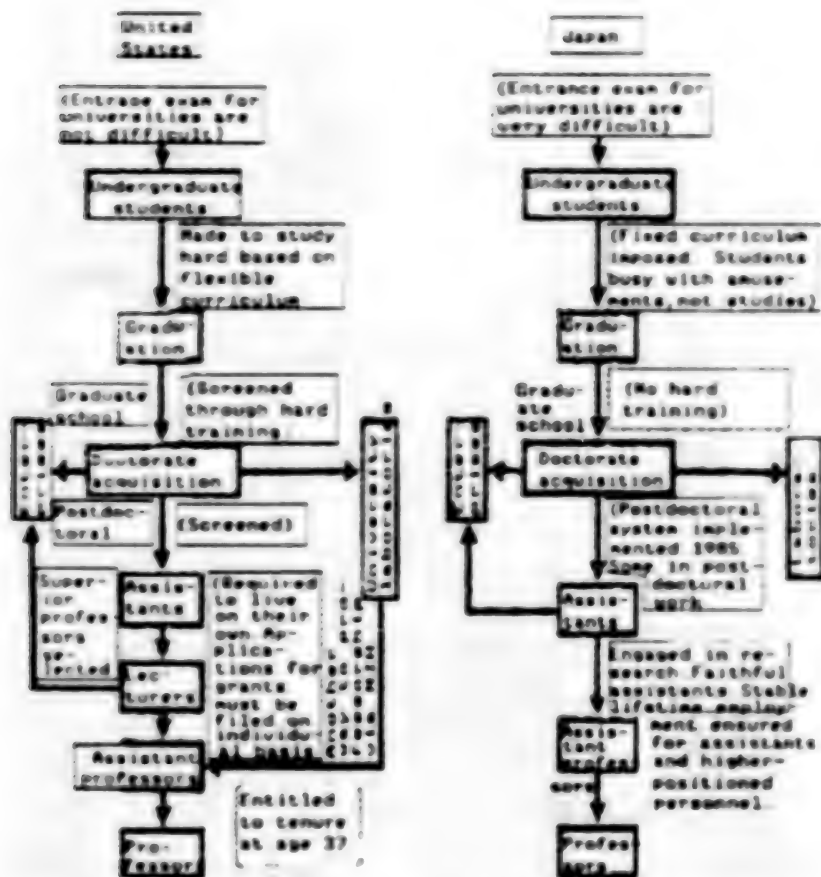 United
States
(Entrace exam for
universities are
not difficult)
Undergraduate
students
Made to study
hard based on
flexible
curriculum
Gradu-
ation
Graduate
school
(Screened
through hard
training
Doctorate
acquisition
Postdoc-
toral
(Screened)
Super-
ior
profes
sors
Assis-
tants
Lec-
turers
(Required
to live
on their
own Ap-
plica-
tions for
grants
must be
filed on
individu-
al basis
University
laboratory
Assistant
professors
Entitled
to tenure
at age 37
Pro-
fessor
Japan
(Entrance exam for
universities are
very difficult)
Undergraduate
students
(Fixed curriculum
imposed Students
busy with amuse-
ments, not studies)
Gradu-
ation
Gradu-
ate
school
(No hard
training)
Doctorate
acquisition
(Postdoctoral
system imple-
mented 1985
Some in post-
doctural
work
Assis-
tants
Engaged in re-
search Faithful
assistants Stable
lifetime employ-
ment ensured
for assistants
and higher-
positioned
personnel
Assis-
tant
profes
sors
Profes-
sors